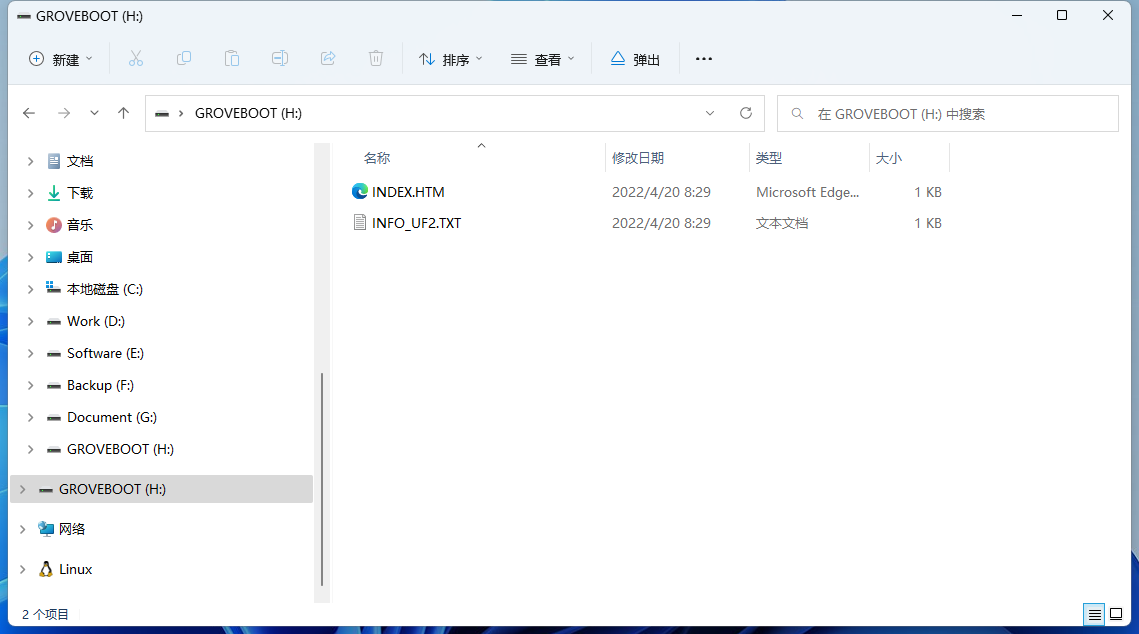 GROVEBOOT (H:)
新建 排序 查看 弹出
GROVEBOOT (H:) 在 GROVEBOOT (H:) 中搜索
文档
下载
音乐
桌面
本地磁盘 (C:)
Work (D:)
Software (E:)
Backup (F:)
Document (G:)
GROVEBOOT (H:)
GROVEBOOT (H:)
网络
Linux
名称 修改日期 类型 大小
INDEX.HTM 2022/4/20 8:29 Microsoft Edge... 1 KB
INFO_UF2.TXT 2022/4/20 8:29 文本文档 1 KB
2 个项目